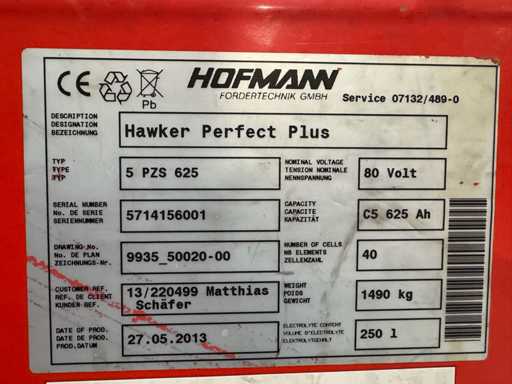 CE
Pb
HOFMANN
FÖRDERTECHNIK GMBH
Service 07132/489-0
DESCRIPTION
DESIGNATION
BEZEICHNUNG
Hawker Perfect Plus
TYP
TYPE
TYP
5 PZS 625
NOMINAL VOLTAGE
TENSION NOMINALE
NENNSPANNUNG
80 Volt
SERIAL NUMBER
No. DE SERIE
SERIENNUMMER
5714156001
CAPACITY
CAPACITE
KAPAZITÄT
C5 625 Ah
DRAWING-No.
No. DE PLAN
ZEICHNUNGS-Nr.
9935_50020-00
NUMBER OF CELLS
NB ELEMENTS
ZELLENZAHL
40
CUSTOMER REF.
REF. DE CLIENT
KUNDEN REF.
13/220499 Matthias
Schäfer
WEIGHT
POIDS
GEWICHT
1490 kg
DATE OF PROD.
DATE DE PROD.
PROD.DATUM
27.05.2013
ELECTROLYTE CONTENT
VOLUME D'ELECTROLYTE
ELEKTROLYTGEHALT
250 l